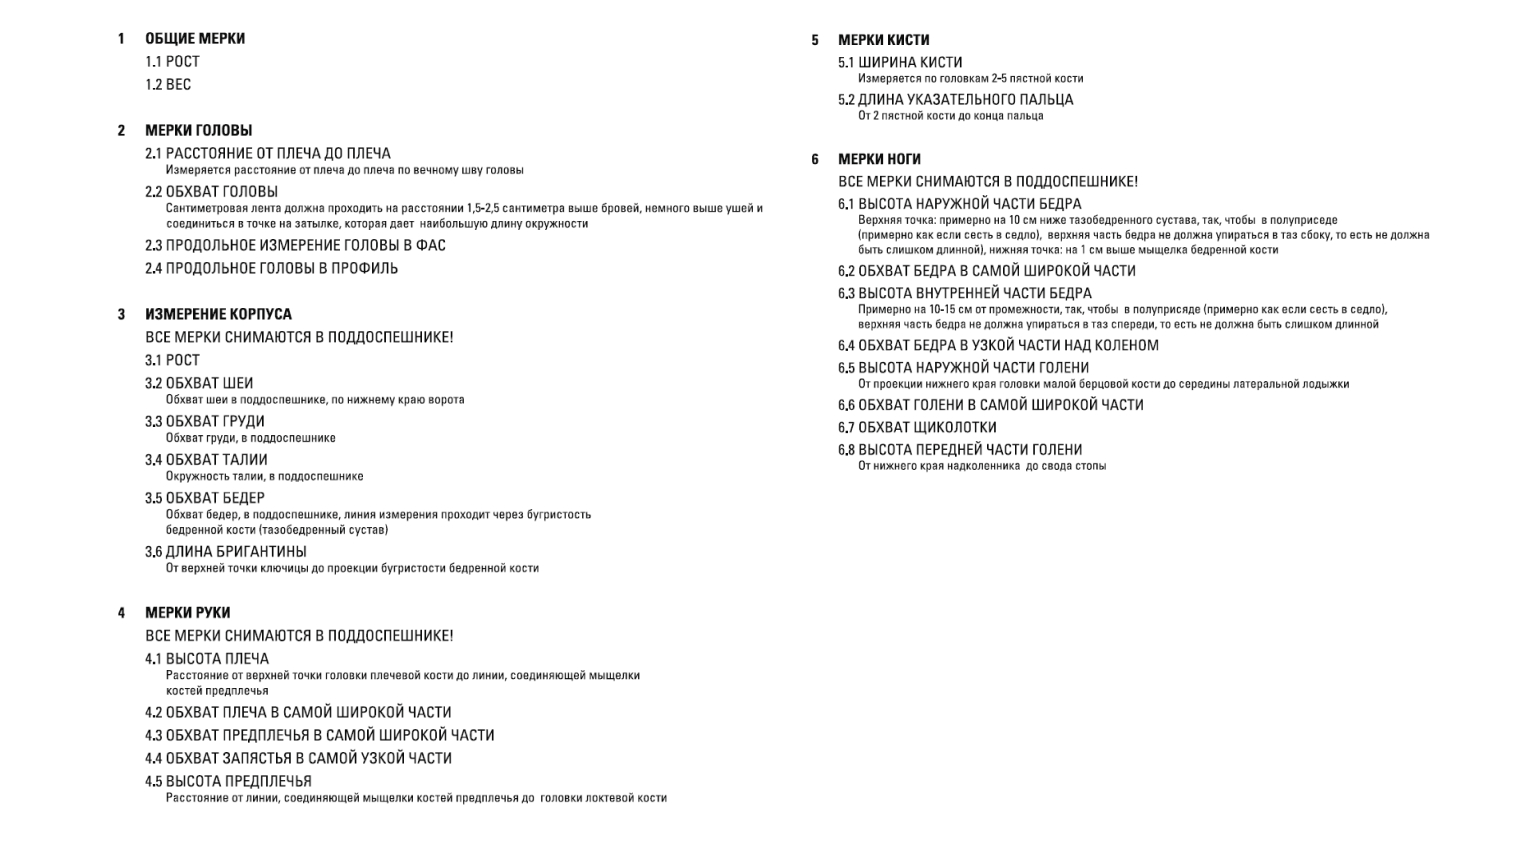 1 ОБЩИЕ МЕРКИ
1.1 РОСТ
1.2 ВЕС
2 МЕРКИ ГОЛОВЫ
2.1 РАССТОЯНИЕ ОТ ПЛЕЧА ДО ПЛЕЧА
Измеряется расстояние от плеча до плеча по вечному шву головы
2.2 ОБХВАТ ГОЛОВЫ
Сантиметровая лента должна проходить на расстоянии 1,5-2,5 сантиметра выше бровей, немного выше ушей и
соединиться в точке на затылке, которая дает наибольшую длину окружности
2.3 ПРОДОЛЬНОЕ ИЗМЕРЕНИЕ ГОЛОВЫ В ФАС
2.4 ПРОДОЛЬНОЕ ГОЛОВЫ В ПРОФИЛЬ
3 ИЗМЕРЕНИЕ КОРПУСА
ВСЕ МЕРКИ СНИМАЮТСЯ В ПОДДОСПЕШНИКЕ!
3.1 РОСТ
3.2 ОБХВАТ ШЕИ
Обхват шеи в поддоспешнике, по нижнему краю ворота
3.3 ОБХВАТ ГРУДИ
Обхват груди, в поддоспешнике
3.4 ОБХВАТ ТАЛИИ
Окружность талии, в поддоспешнике
3.5 ОБХВАТ БЕДЕР
Обхват бедер, в поддоспешнике, линия измерения проходит через бугристость
бедренной кости (тазобедренный сустав)
3.6 ДЛИНА БРИГАНТИНЫ
От верхней точки ключицы до проекции бугристости бедренной кости
4 МЕРКИ РУКИ
ВСЕ МЕРКИ СНИМАЮТСЯ В ПОДДОСПЕШНИКЕ!
4.1 ВЫСОТА ПЛЕЧА
Расстояние от верхней точки головки плечевой кости до линии, соединяющей мыщелки
костей предплечья
4.2 ОБХВАТ ПЛЕЧА В САМОЙ ШИРОКОЙ ЧАСТИ
4.3 ОБХВАТ ПРЕДПЛЕЧЬЯ В САМОЙ ШИРОКОЙ ЧАСТИ
4.4 ОБХВАТ ЗАПЯСТЬЯ В САМОЙ УЗКОЙ ЧАСТИ
4.5 ВЫСОТА ПРЕДПЛЕЧЬЯ
Расстояние от линии, соединяющей мыщелки костей предплечья до головки локтевой кости
5 МЕРКИ КИСТИ
5.1 ШИРИНА КИСТИ
Измеряется по головкам 2-5 пястной кости
5.2 ДЛИНА УКАЗАТЕЛЬНОГО ПАЛЬЦА
От 2 пястной кости до конца пальца
6 МЕРКИ НОГИ
ВСЕ МЕРКИ СНИМАЮТСЯ В ПОДДОСПЕШНИКЕ!
6.1 ВЫСОТА НАРУЖНОЙ ЧАСТИ БЕДРА
Верхняя точка: примерно на 10 см ниже тазобедренного сустава, так, чтобы в полуприседе
(примерно как если сесть в седло), верхняя часть бедра не должна упираться в таз сбоку, то есть не должна
быть слишком длинной), нижняя точка: на 1 см выше мыщелка бедренной кости
6.2 ОБХВАТ БЕДРА В САМОЙ ШИРОКОЙ ЧАСТИ
6.3 ВЫСОТА ВНУТРЕННЕЙ ЧАСТИ БЕДРА
Примерно на 10-15 см от промежности, так, чтобы в полуприсяде (примерно как если сесть в седло),
верхняя часть бедра не должна упираться в таз спереди, то есть не должна быть слишком длинной
6.4 ОБХВАТ БЕДРА В УЗКОЙ ЧАСТИ НАД КОЛЕНОМ
6.5 ВЫСОТА НАРУЖНОЙ ЧАСТИ ГОЛЕНИ
От проекции нижнего края головки малой берцовой кости до середины латеральной лодыжки
6.6 ОБХВАТ ГОЛЕНИ В САМОЙ ШИРОКОЙ ЧАСТИ
6.7 ОБХВАТ ЩИКОЛОТКИ
6.8 ВЫСОТА ПЕРЕДНЕЙ ЧАСТИ ГОЛЕНИ
От нижнего края надколенника до свода стопы